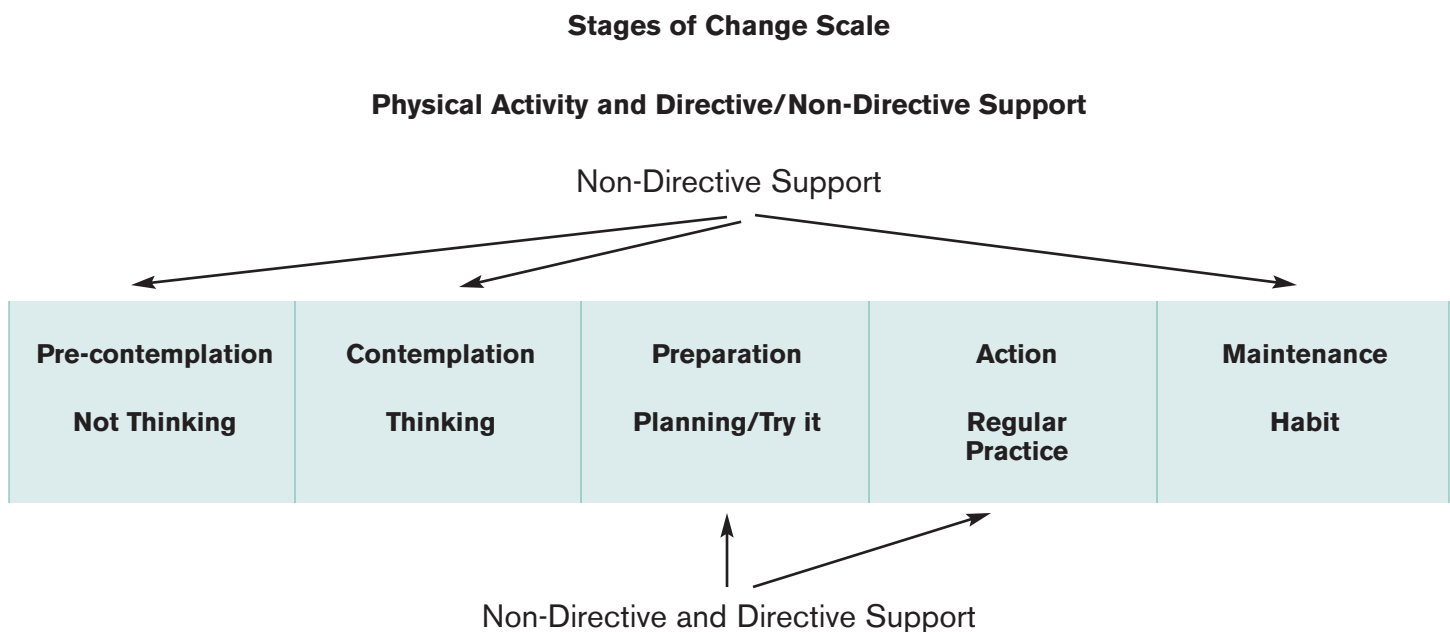 Stages of Change Scale
Physical Activity and Directive/Non-Directive Support
Non-Directive Support
Pre-contemplation
Not Thinking
Contemplation
Thinking
Preparation
Planning/Try it
Action
Regular
Practice
Maintenance
Habit
Non-Directive and Directive Support